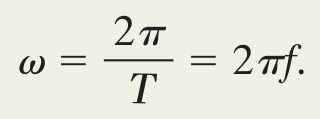 ω = 2π/T = 2πf.